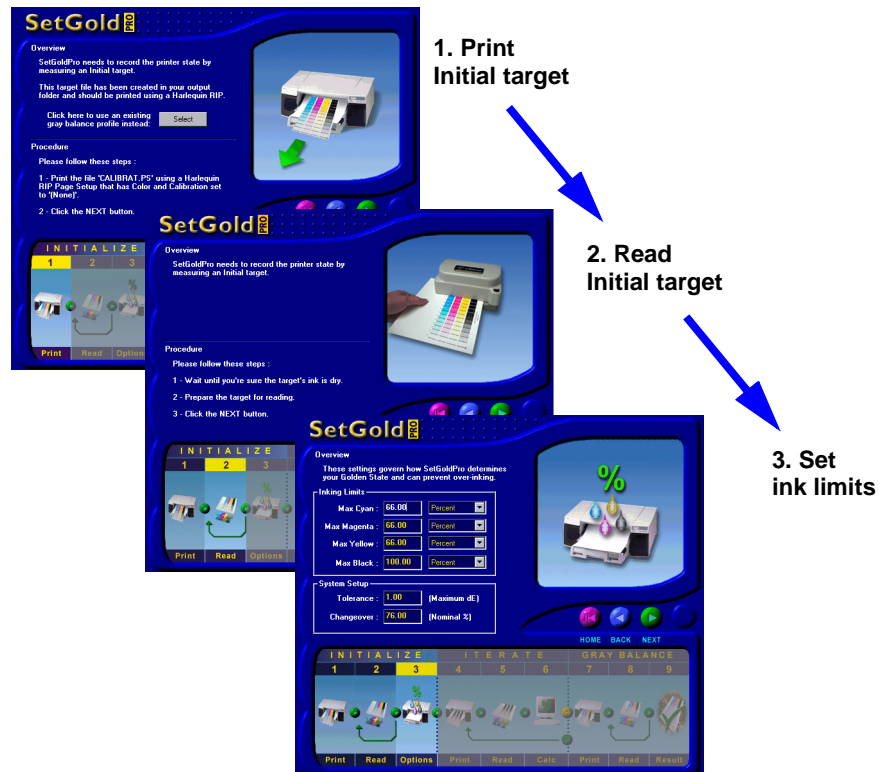 SetGold PRO
Overview
SetGoldPro needs to record the printer state by
measuring an Initial target.
This target file has been created in your output
folder and should be printed using a Harlequin RIP.
Click here to use an existing
gray balance profile instead:
Select
Procedure
Please follow these steps :
1 - Print the file 'CALIBRAT.PS' using a Harlequin
RIP Page Setup that has Color and Calibration set
to '(None)'.
2 - Click the NEXT button.
INITIALIZE
1 2 3
Print Read Option
1. Print
Initial target
SetGold PRO
Overview
SetGoldPro needs to record the printer state by
measuring an Initial target.
Procedure
Please follow these steps :
1 - Wait until you're sure the target's ink is dry.
2 - Prepare the target for reading.
3 - Click the NEXT button.
INITIALIZE
1 2 3
Print Read Options
2. Read
Initial target
SetGold PRO
Overview
These settings govern how SetGoldPro determines
your Golden State and can prevent over-inking.
Inking Limits
Max Cyan : 66.00 Percent
Max Magenta : 66.00 Percent
Max Yellow : 66.00 Percent
Max Black : 100.00 Percent
System Setup
Tolerance : 1.00 (Maximum dE)
Changeover : 76.00 (Nominal %)
%
HOME BACK NEXT
INITIALIZE ITERATE GRAY BALANCE
1 2 3 4 5 6 7 8 9
%
Print Read Options Print Read Calc Print Read Result
3. Set
ink limits